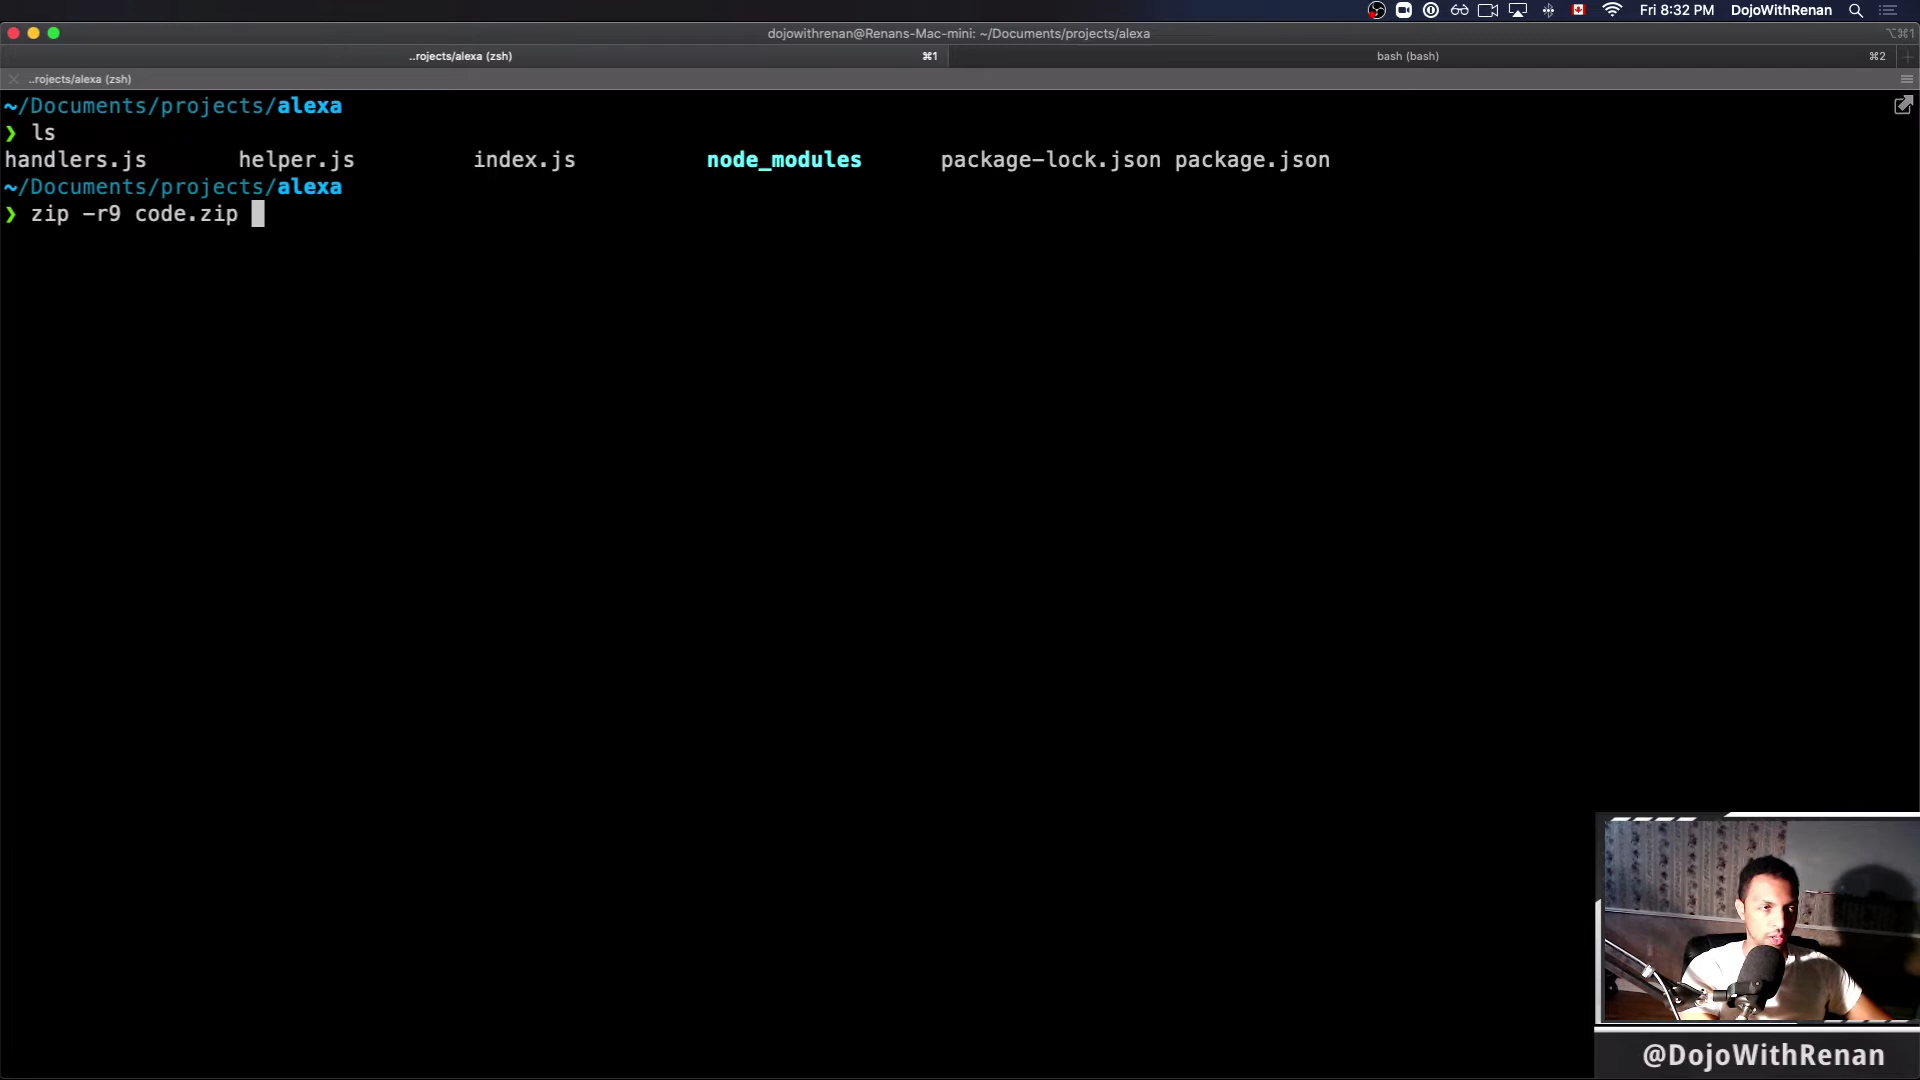 Fri 8:32 PM DojoWithRenan
dojowithrenan@Renans-Mac-mini: ~/Documents/projects/alexa ⌥⌘1
..rojects/alexa (zsh) ⌘1 bash (bash) ⌘2
..rojects/alexa (zsh)
~/Documents/projects/alexa
❯ ls
handlers.js helper.js index.js node_modules package-lock.json package.json
~/Documents/projects/alexa
❯ zip -r9 code.zip
@DojoWithRenan